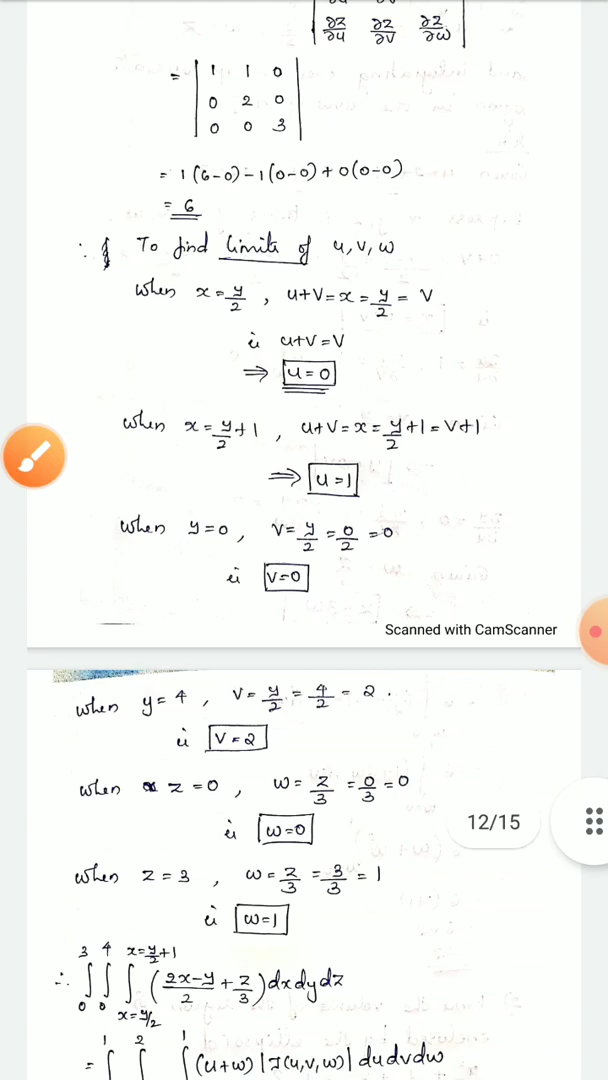 ∂z/∂u ∂z/∂v ∂z/∂w
= | 1 1 0 |
| 0 2 0 |
| 0 0 3 |
= 1(6-0) - 1(0-0) + 0(0-0)
= 6
∴ To find limits of u, v, w
when x = y/2 , u+v = x = y/2 = v
ie u+v = v
⇒ u = 0
when x = y/2 + 1 , u+v = x = y/2 + 1 = v+1
⇒ u = 1
when y = 0 , v = y/2 = 0/2 = 0
ie v = 0
Scanned with CamScanner
when y = 4 , v = y/2 = 4/2 = 2 .
ie v = 2
when z = 0 , w = z/3 = 0/3 = 0
ie w = 0
12/15
when z = 3 , w = z/3 = 3/3 = 1
ie w = 1
∴ ∫₀³ ∫₀⁴ ∫_{x=y/2}^{x=y/2+1} ((2x-y)/2 + z/3) dx dy dz
= ∫¹ ∫² ∫¹ (u+w) |J(u,v,w)| du dv dw